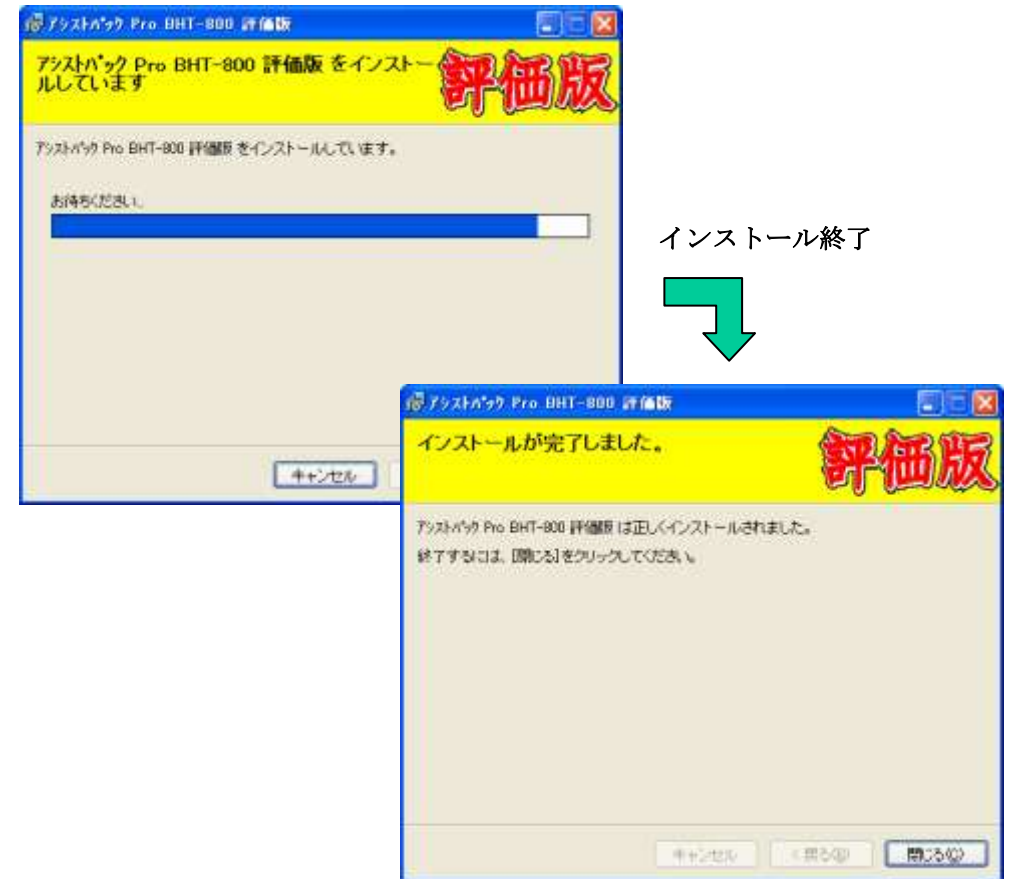 ｱｼｽﾄﾊﾟｯｸ Pro BHT-800 評価版
ｱｼｽﾄﾊﾟｯｸ Pro BHT-800 評価版 をインストー
ルしています
評価版
ｱｼｽﾄﾊﾟｯｸ Pro BHT-800 評価版 をインストールしています。
お待ちください。
キャンセル
インストール終了
ｱｼｽﾄﾊﾟｯｸ Pro BHT-800 評価版
インストールが完了しました。
評価版
ｱｼｽﾄﾊﾟｯｸ Pro BHT-800 評価版 は正しくインストールされました。
終了するには、[閉じる]をクリックしてください。
キャンセル
< 戻る(B)
閉じる(C)